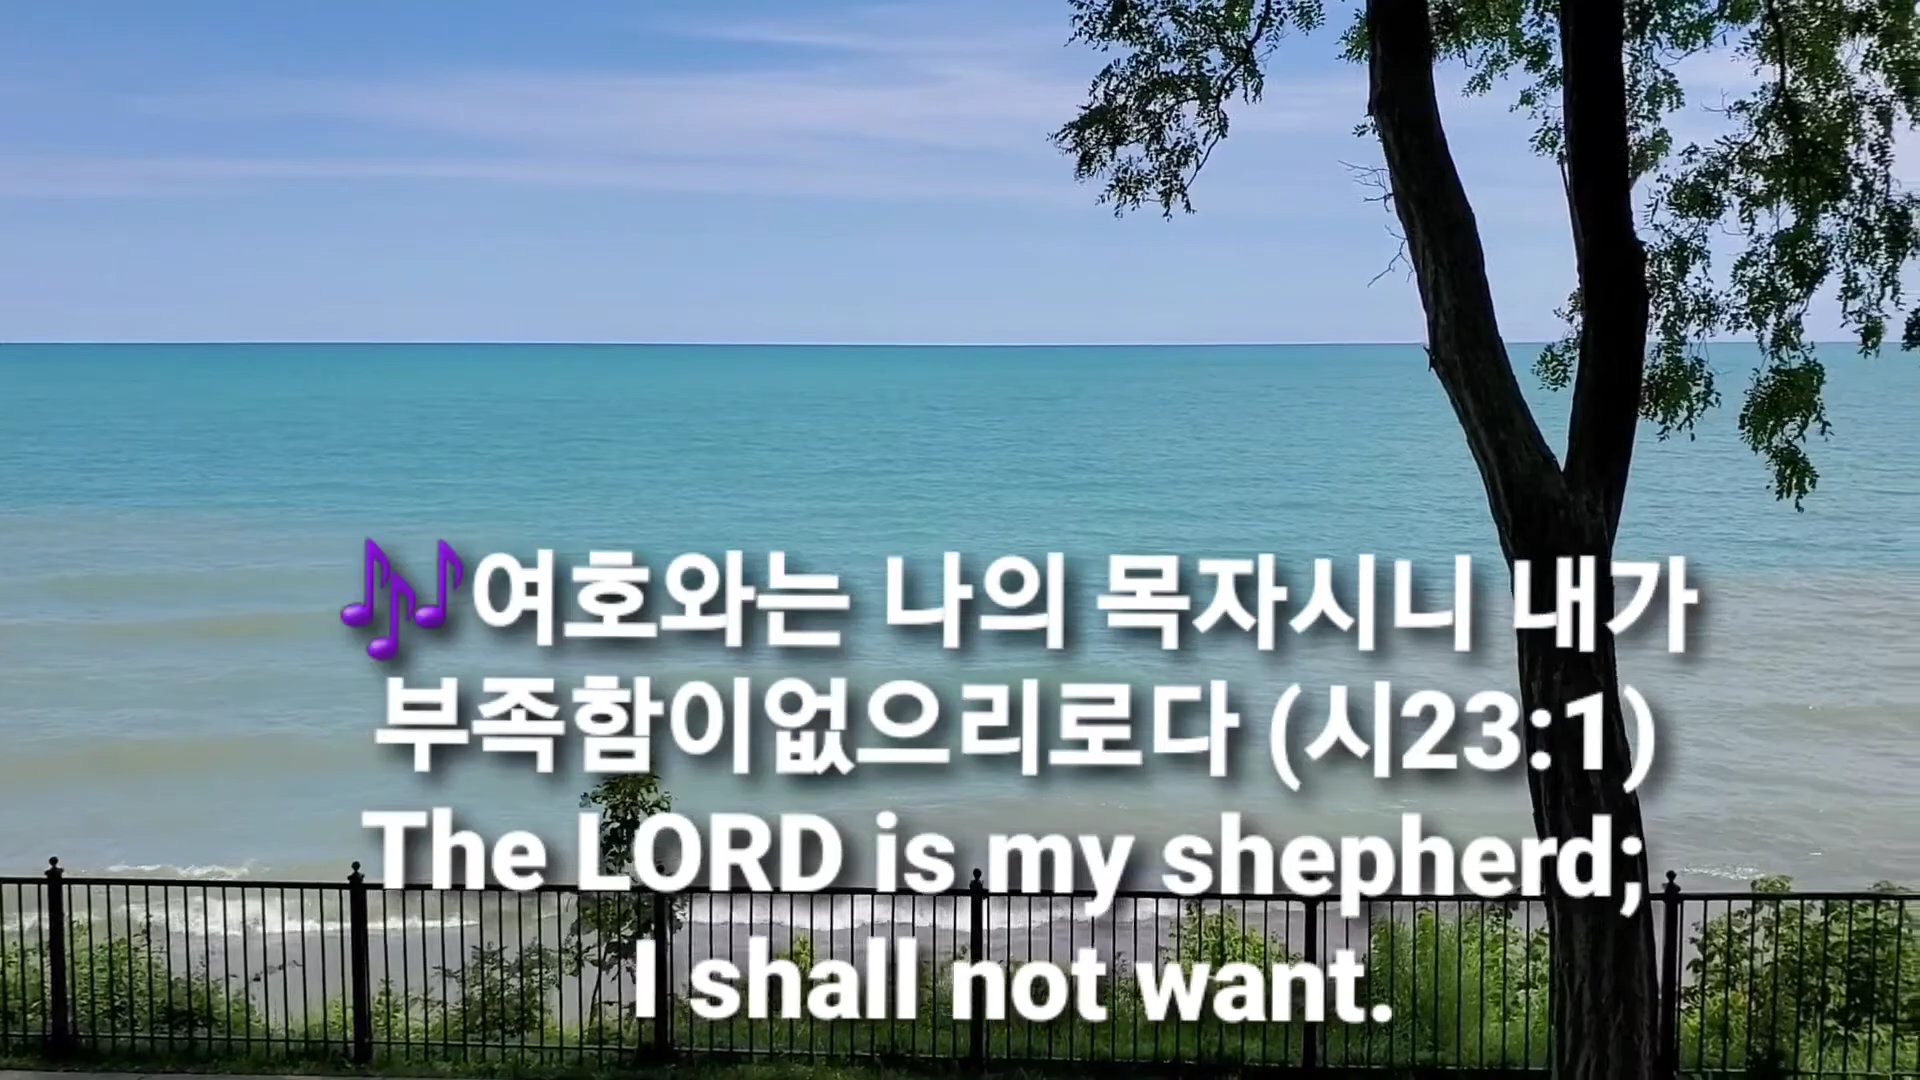 🎶여호와는 나의 목자시니 내가
부족함이없으리로다 (시23:1)
The LORD is my shepherd;
I shall not want.